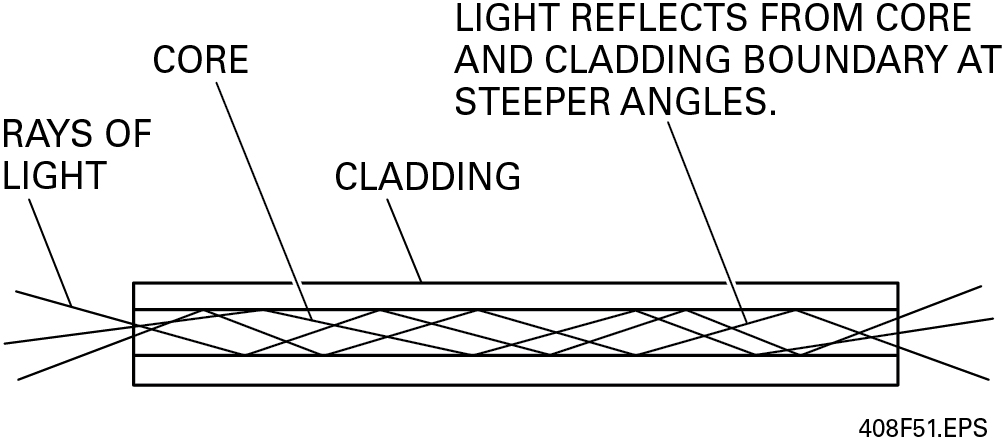 LIGHT REFLECTS FROM CORE
AND CLADDING BOUNDARY AT
STEEPER ANGLES.
CORE
RAYS OF
LIGHT
CLADDING
408F51.EPS